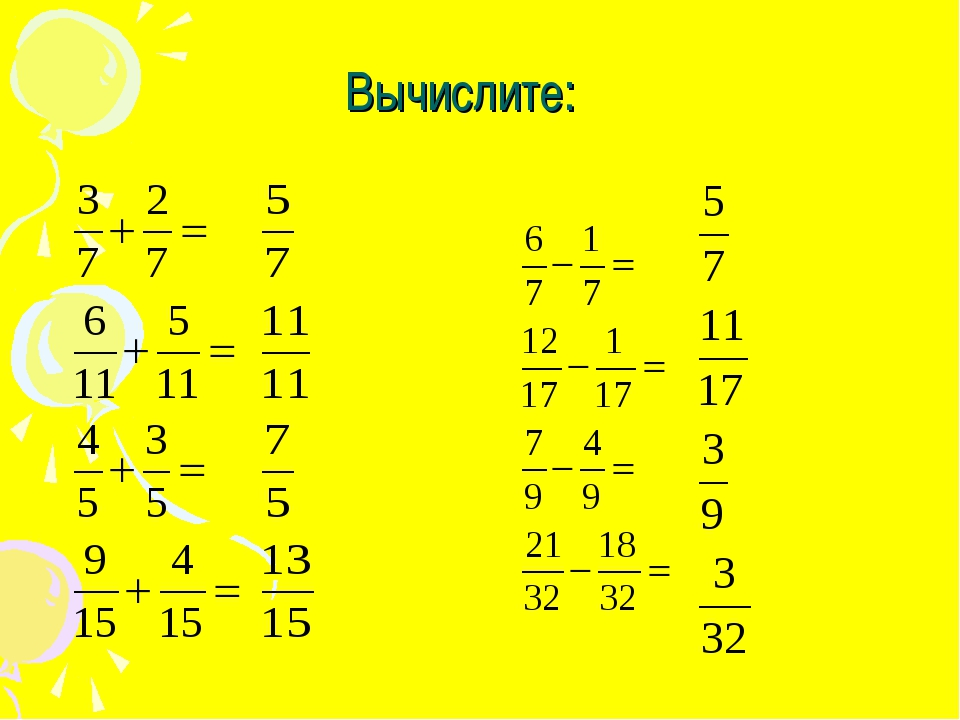 Вычислите:
3/7 + 2/7 = 5/7
6/11 + 5/11 = 11/11
4/5 + 3/5 = 7/5
9/15 + 4/15 = 13/15
6/7 − 1/7 = 5/7
12/17 − 1/17 = 11/17
7/9 − 4/9 = 3/9
21/32 − 18/32 = 3/32